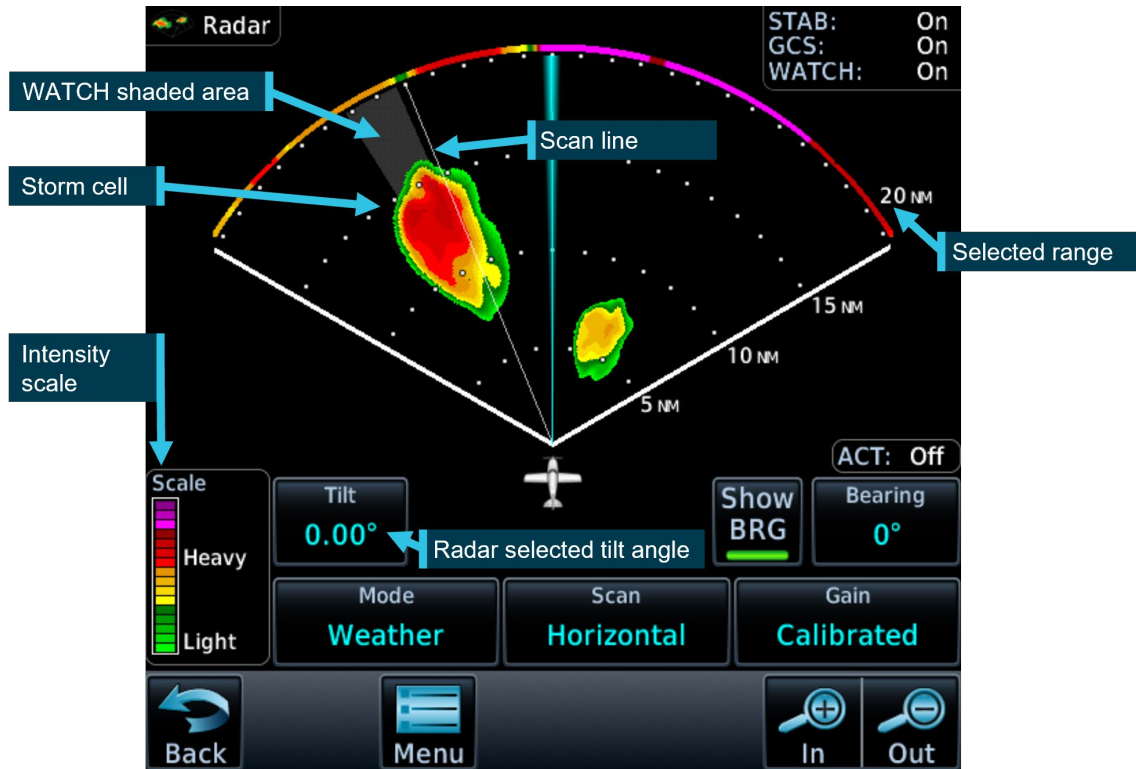 Radar
STAB: On
GCS: On
WATCH: On
WATCH shaded area
Scan line
Storm cell
20 NM
Selected range
15 NM
Intensity
scale
10 NM
5 NM
ACT: Off
Scale
Heavy
Light
Tilt
0.00°
Radar selected tilt angle
Show
BRG
Bearing
0°
Mode
Weather
Scan
Horizontal
Gain
Calibrated
Back
Menu
In
Out